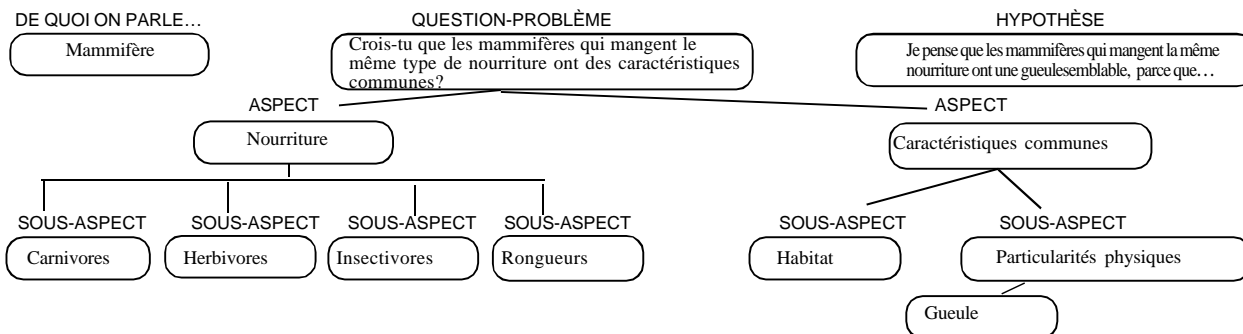 DE QUOI ON PARLE…
QUESTION-PROBLÈME
HYPOTHÈSE
Mammifère
Crois-tu que les mammifères qui mangent le
même type de nourriture ont des caractéristiques
communes?
Je pense que les mammifères qui mangent la même
nourriture ont une gueulesemblable, parce que…
ASPECT
ASPECT
Nourriture
Caractéristiques communes
SOUS-ASPECT
SOUS-ASPECT
SOUS-ASPECT
SOUS-ASPECT
SOUS-ASPECT
SOUS-ASPECT
Carnivores
Herbivores
Insectivores
Rongueurs
Habitat
Particularités physiques
Gueule